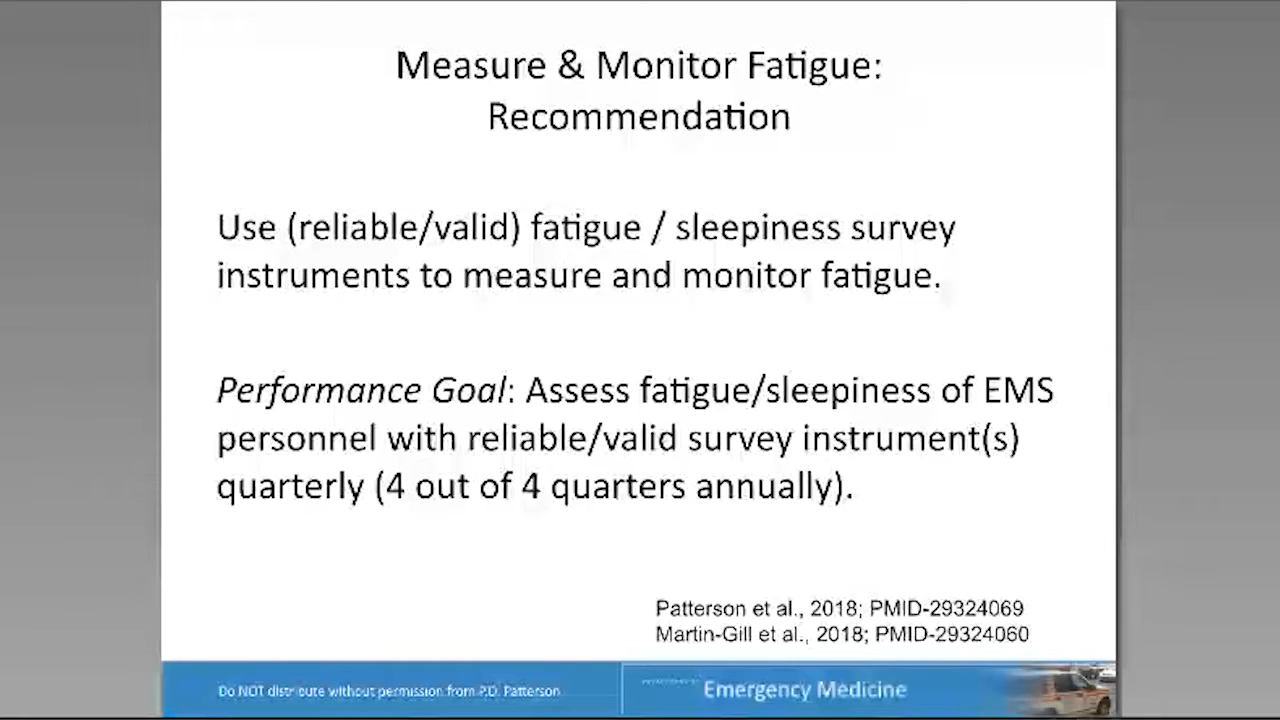 Measure & Monitor Fatigue:
Recommendation
Use (reliable/valid) fatigue / sleepiness survey
instruments to measure and monitor fatigue.
Performance Goal: Assess fatigue/sleepiness of EMS
personnel with reliable/valid survey instrument(s)
quarterly (4 out of 4 quarters annually).
Patterson et al., 2018; PMID-29324069
Martin-Gill et al., 2018; PMID-29324060
Do NOT distribute without permission from P.D. Patterson
Emergency Medicine